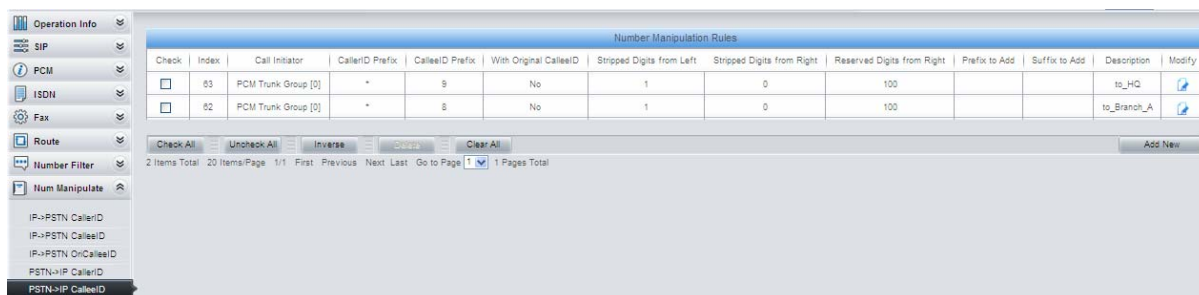 Operation Info
SIP
PCM
ISDN
Fax
Route
Number Filter
Num Manipulate
IP->PSTN CallerID
IP->PSTN CalleeID
IP->PSTN OriCalleeID
PSTN->IP CallerID
PSTN->IP CalleeID
Number Manipulation Rules
Check Index Call Initiator CallerID Prefix CalleeID Prefix With Original CalleeID Stripped Digits from Left Stripped Digits from Right Reserved Digits from Right Prefix to Add Suffix to Add Description Modify
63 PCM Trunk Group [0] * 9 No 1 0 100 to_HQ
62 PCM Trunk Group [0] * 8 No 1 0 100 to_Branch_A
Check All Uncheck All Inverse Delete Clear All Add New
2 Items Total 20 Items/Page 1/1 First Previous Next Last Go to Page 1 1 Pages Total